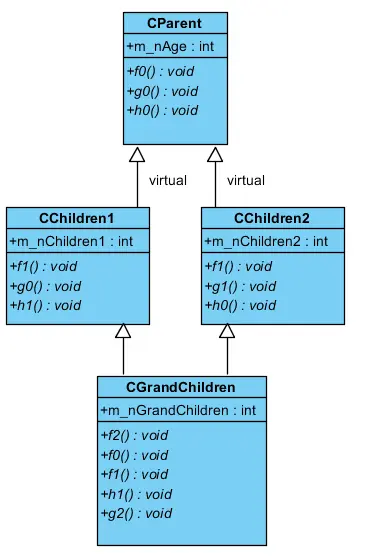 CParent
+m_nAge : int
+f0() : void
+g0() : void
+h0() : void
virtual
virtual
CChildren1
+m_nChildren1 : int
+f1() : void
+g0() : void
+h1() : void
CChildren2
+m_nChildren2 : int
+f1() : void
+g1() : void
+h0() : void
CGrandChildren
+m_nGrandChildren : int
+f2() : void
+f0() : void
+f1() : void
+h1() : void
+g2() : void